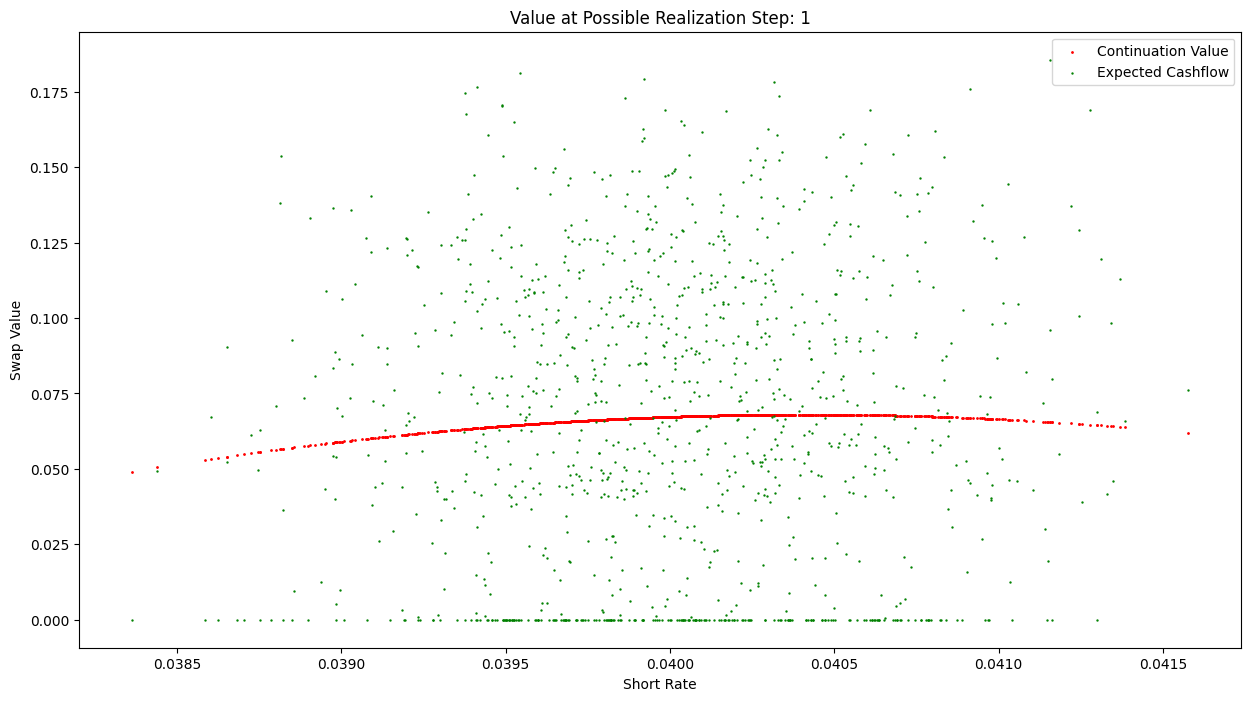 Value at Possible Realization Step: 1
Continuation Value
Expected Cashflow
Swap Value
0.175
0.150
0.125
0.100
0.075
0.050
0.025
0.000
0.0385 0.0390 0.0395 0.0400 0.0405 0.0410 0.0415
Short Rate